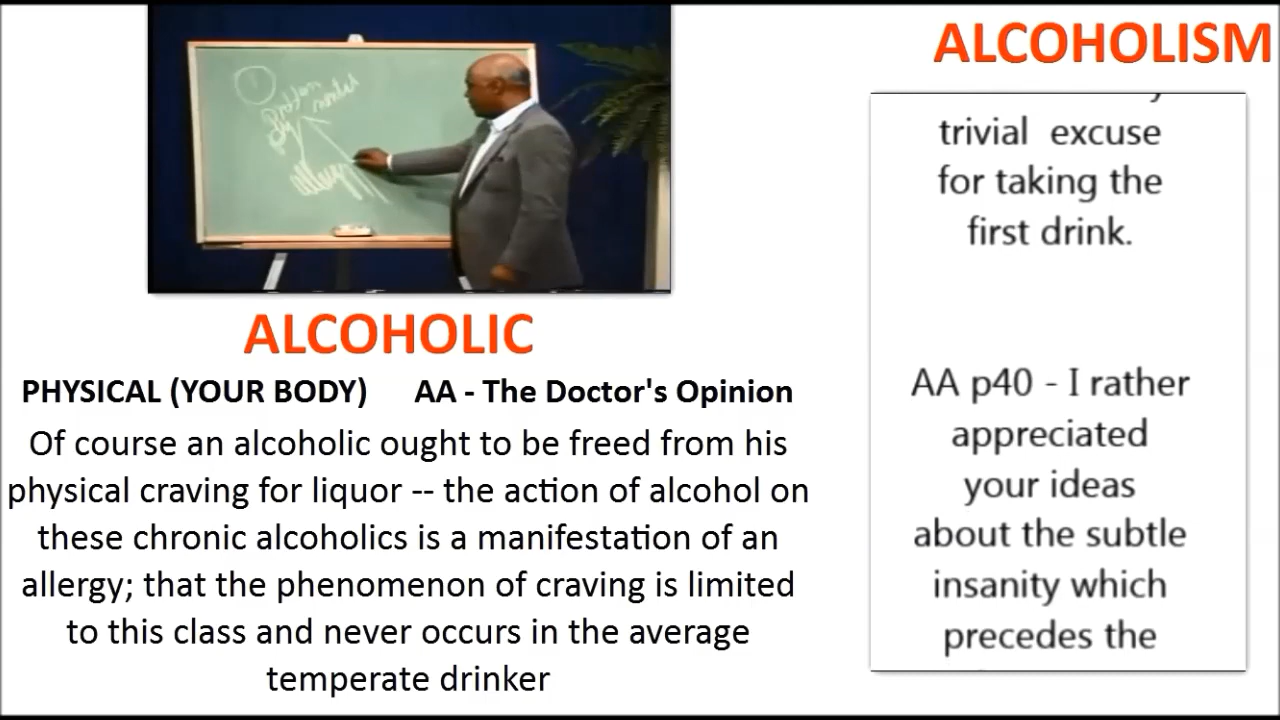 ALCOHOLISM
trivial excuse
for taking the
first drink.
AA p40 - I rather
appreciated
your ideas
about the subtle
insanity which
precedes the
ALCOHOLIC
PHYSICAL (YOUR BODY) AA - The Doctor's Opinion
Of course an alcoholic ought to be freed from his
physical craving for liquor -- the action of alcohol on
these chronic alcoholics is a manifestation of an
allergy; that the phenomenon of craving is limited
to this class and never occurs in the average
temperate drinker